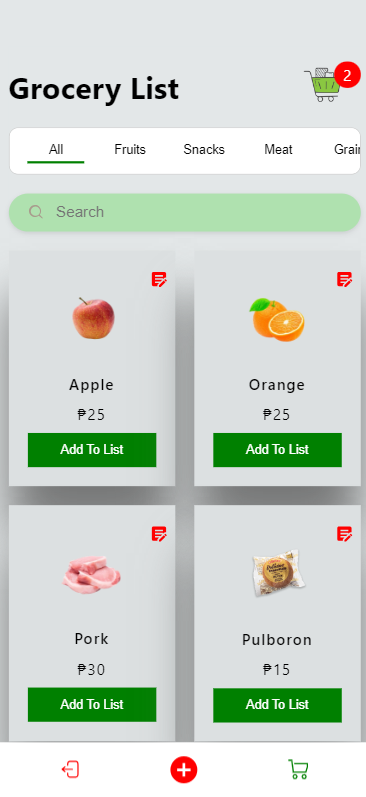 Grocery List
2
All Fruits Snacks Meat Grain
Search
Apple
₱25
Add To List
Orange
₱25
Add To List
Pork
₱30
Add To List
Pulboron
₱15
Add To List